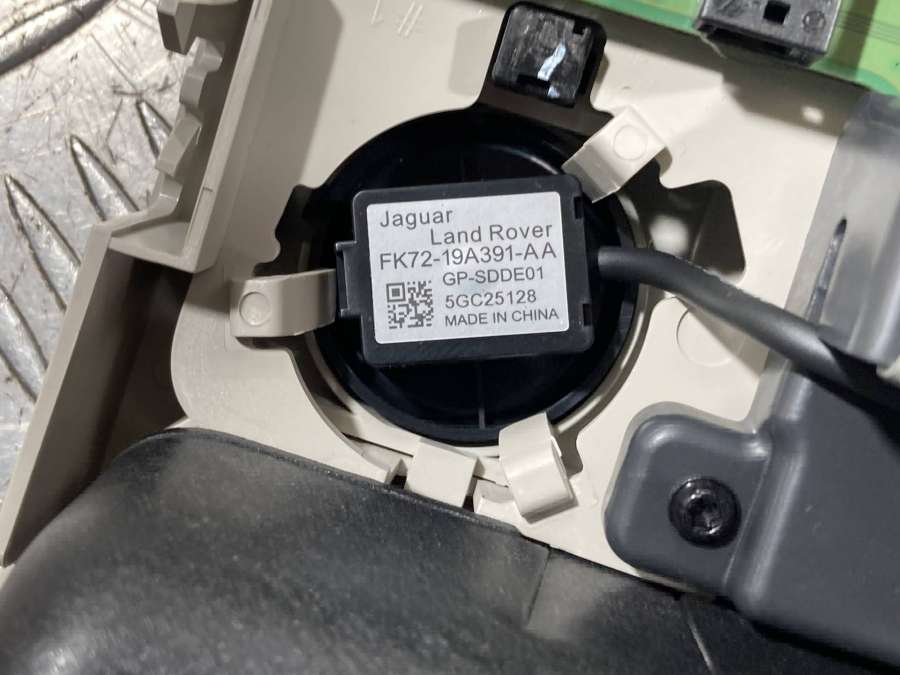 Jaguar
Land Rover
FK72-19A391-AA
GP-SDDE01
5GC25128
MADE IN CHINA